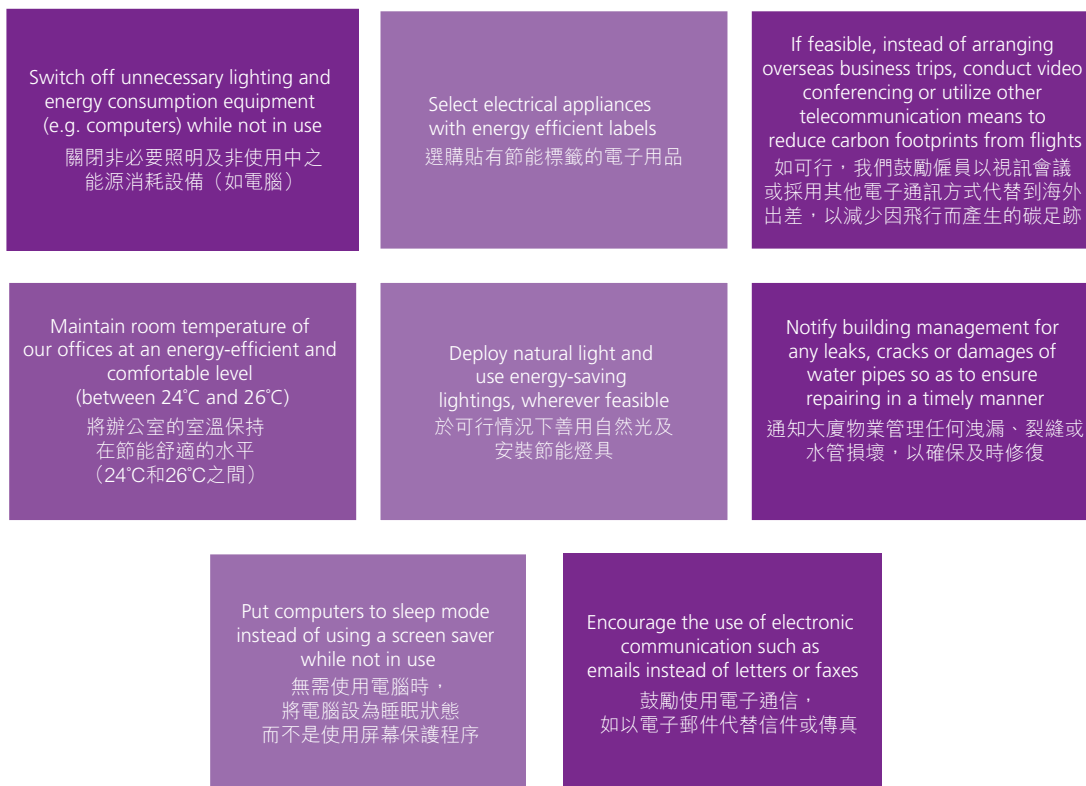 Switch off unnecessary lighting and
energy consumption equipment
(e.g. computers) while not in use
關閉非必要照明及非使用中之
能源消耗設備（如電腦）
Select electrical appliances
with energy efficient labels
選購貼有節能標籤的電子用品
If feasible, instead of arranging
overseas business trips, conduct video
conferencing or utilize other
telecommunication means to
reduce carbon footprints from flights
如可行，我們鼓勵僱員以視訊會議
或採用其他電子通訊方式代替到海外
出差，以減少因飛行而產生的碳足跡
Maintain room temperature of
our offices at an energy-efficient and
comfortable level
(between 24˚C and 26˚C)
將辦公室的室溫保持
在節能舒適的水平
（24˚C和26˚C之間）
Deploy natural light and
use energy-saving
lightings, wherever feasible
於可行情況下善用自然光及
安裝節能燈具
Notify building management for
any leaks, cracks or damages of
water pipes so as to ensure
repairing in a timely manner
通知大廈物業管理任何洩漏、裂縫或
水管損壞，以確保及時修復
Put computers to sleep mode
instead of using a screen saver
while not in use
無需使用電腦時，
將電腦設為睡眠狀態
而不是使用屏幕保護程序
Encourage the use of electronic
communication such as
emails instead of letters or faxes
鼓勵使用電子通信，
如以電子郵件代替信件或傳真